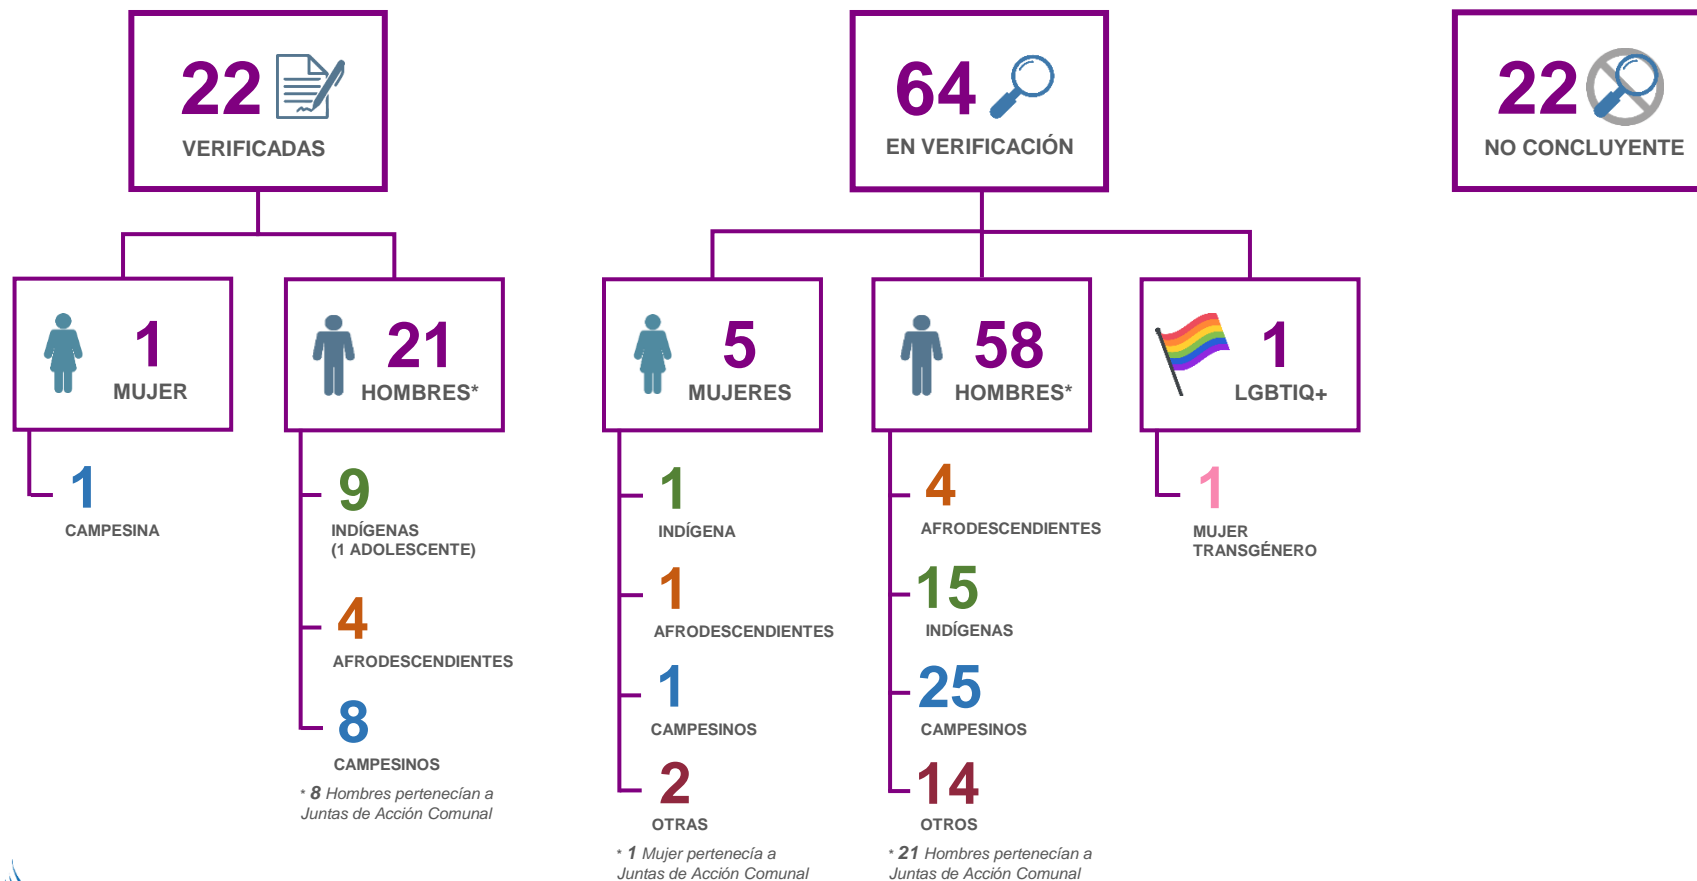 22
VERIFICADAS
64
EN VERIFICACIÓN
22
NO CONCLUYENTE
1
MUJER
21
HOMBRES*
5
MUJERES
58
HOMBRES*
1
LGBTIQ+
1
CAMPESINA
9
INDÍGENAS
(1 ADOLESCENTE)
4
AFRODESCENDIENTES
8
CAMPESINOS
* 8 Hombres pertenecían a
Juntas de Acción Comunal
1
INDÍGENA
1
AFRODESCENDIENTES
1
CAMPESINOS
2
OTRAS
* 1 Mujer pertenecía a
Juntas de Acción Comunal
4
AFRODESCENDIENTES
15
INDÍGENAS
25
CAMPESINOS
14
OTROS
* 21 Hombres pertenecían a
Juntas de Acción Comunal
1
MUJER
TRANSGÉNERO